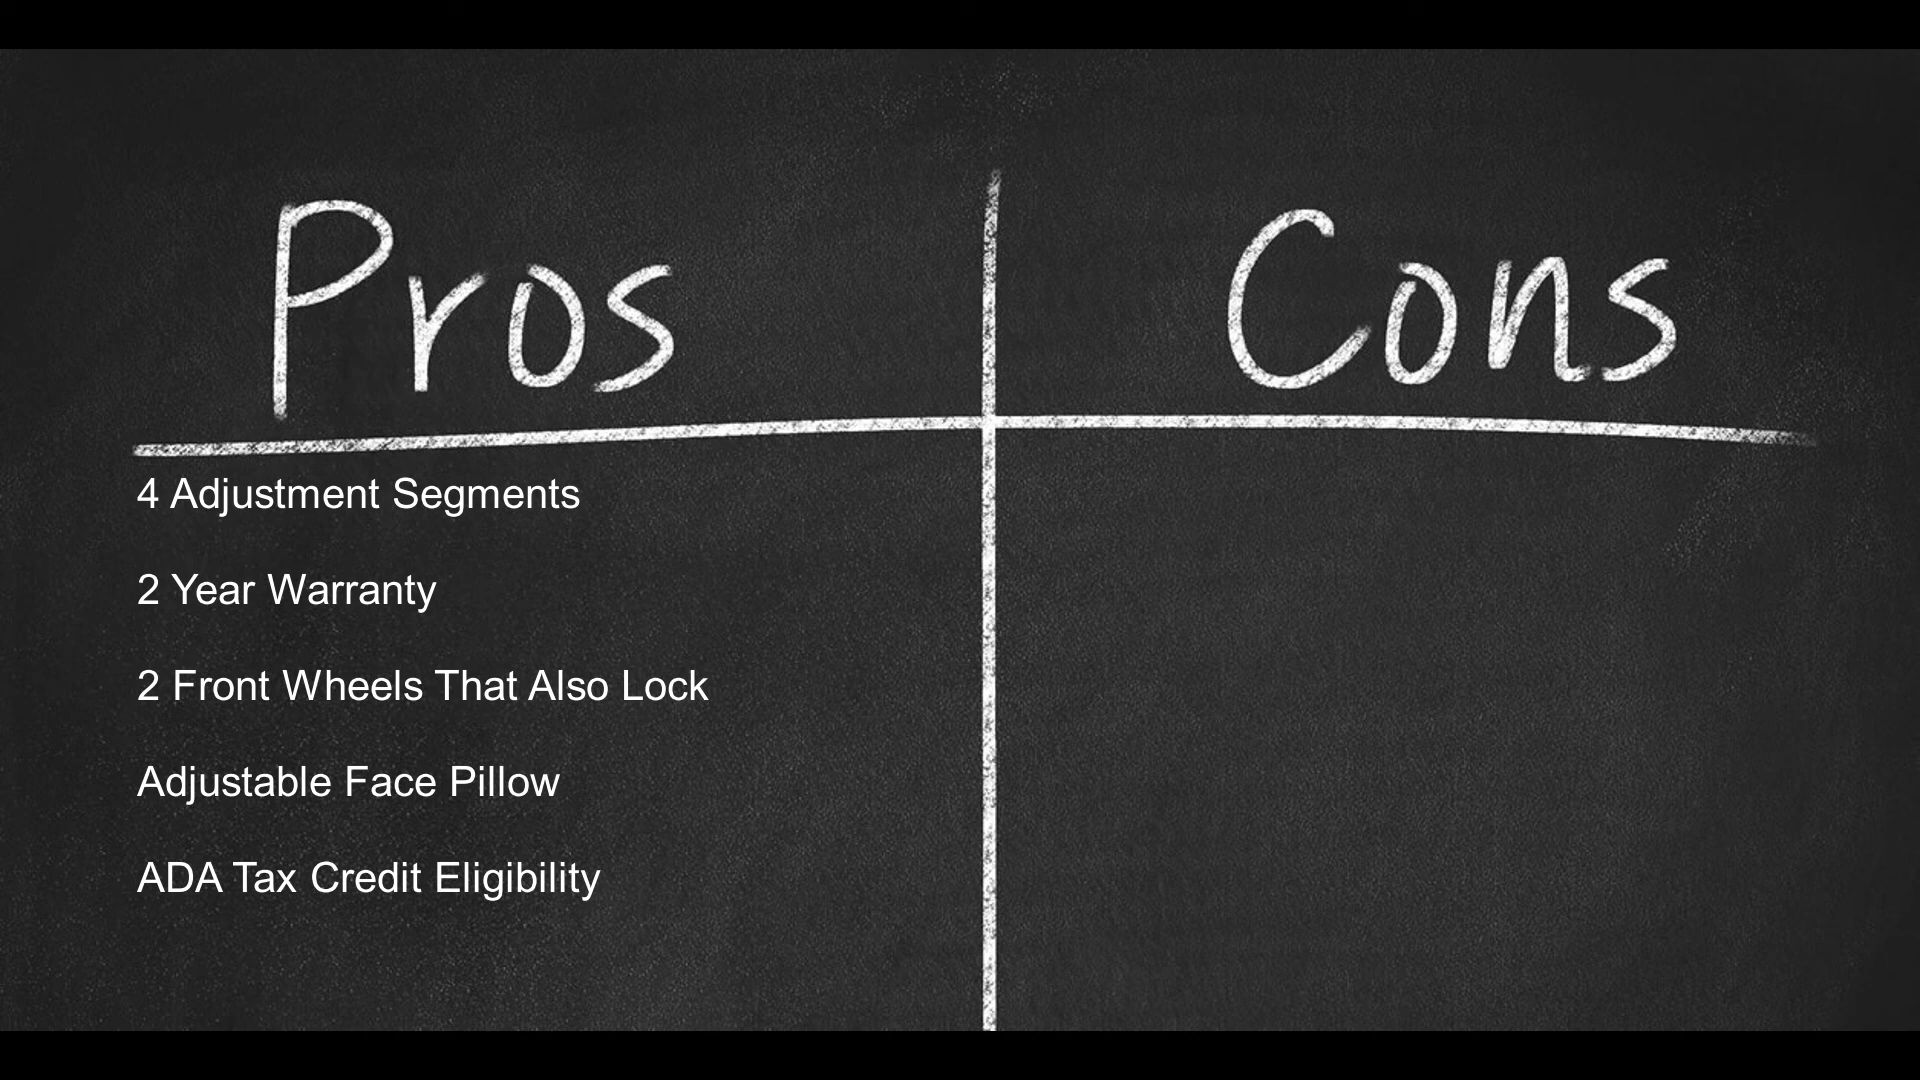 Pros
Cons
4 Adjustment Segments
2 Year Warranty
2 Front Wheels That Also Lock
Adjustable Face Pillow
ADA Tax Credit Eligibility